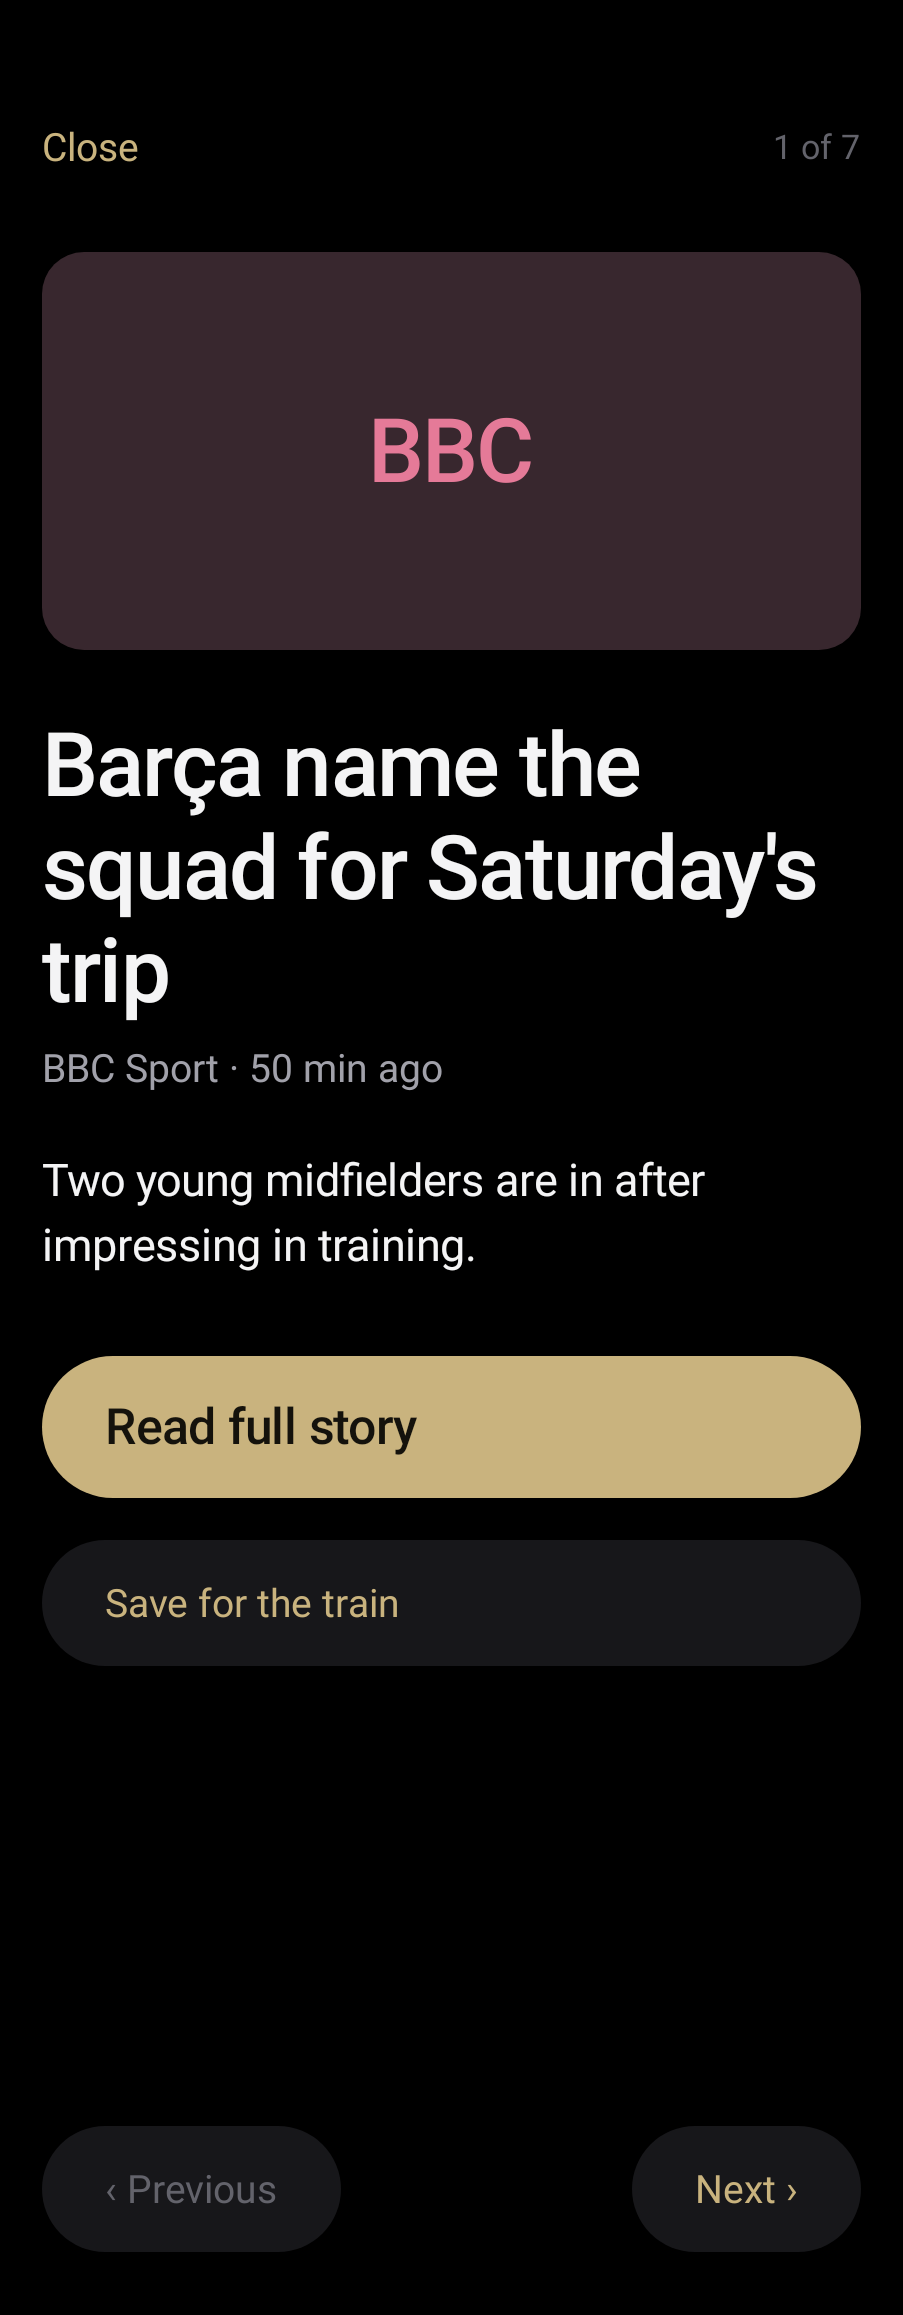 Close
1 of 7
BBC
Barça name the
squad for Saturday's
trip
BBC Sport · 50 min ago
Two young midfielders are in after
impressing in training.
Read full story
Save for the train
‹ Previous
Next ›